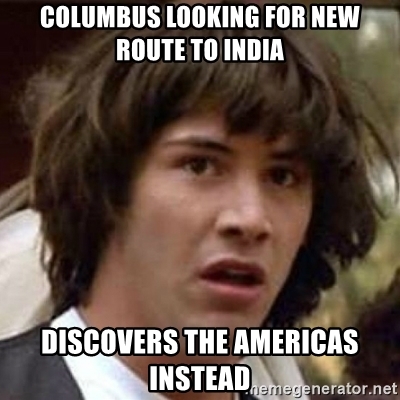 COLUMBUS LOOKING FOR NEW
ROUTE TO INDIA
DISCOVERS THE AMERICAS
INSTEAD
memegenerator.net